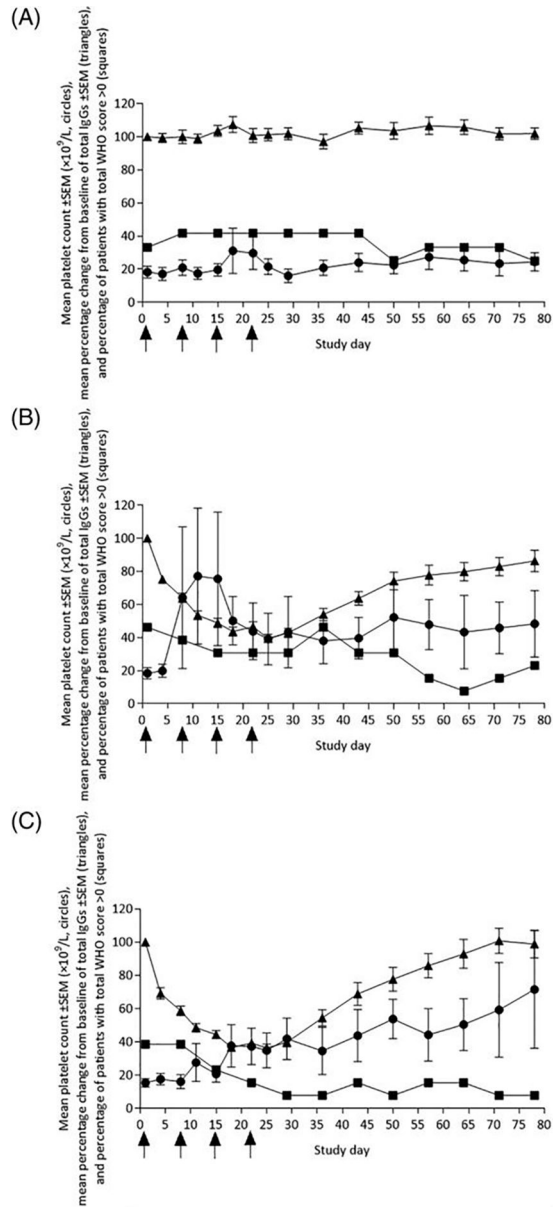 (A)
Mean platelet count ±SEM (×10⁹/L, circles),
mean percentage change from baseline of total IgGs ±SEM (triangles),
and percentage of patients with total WHO score >0 (squares)
120
100
80
60
40
20
0
0 5 10 15 20 25 30 35 40 45 50 55 60 65 70 75 80
Study day
(B)
Mean platelet count ±SEM (×10⁹/L, circles),
mean percentage change from baseline of total IgGs ±SEM (triangles),
and percentage of patients with total WHO score >0 (squares)
120
100
80
60
40
20
0
0 5 10 15 20 25 30 35 40 45 50 55 60 65 70 75 80
Study day
(C)
Mean platelet count ±SEM (×10⁹/L, circles),
mean percentage change from baseline of total IgGs ±SEM (triangles),
and percentage of patients with total WHO score >0 (squares)
120
100
80
60
40
20
0
0 5 10 15 20 25 30 35 40 45 50 55 60 65 70 75 80
Study day